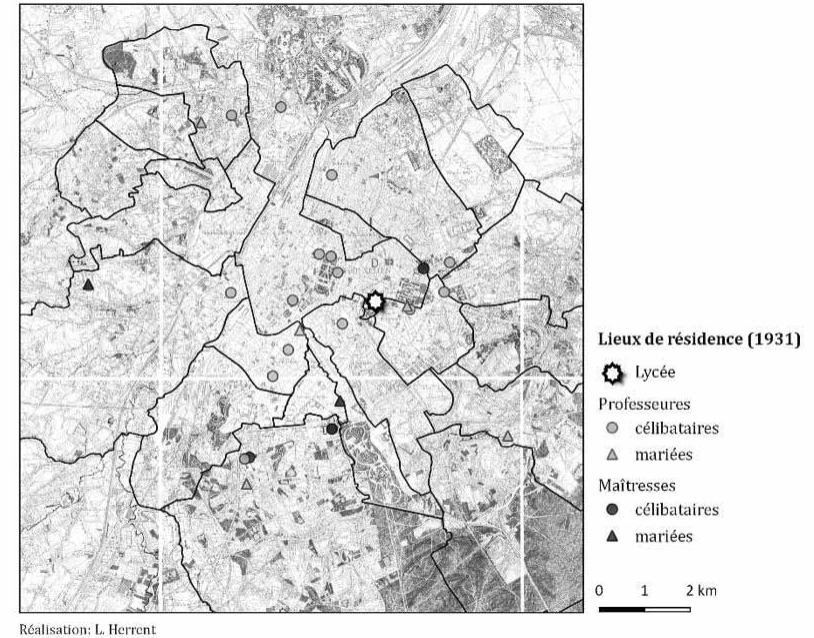 Lieux de résidence (1931)
Lycée
Professeures
célibataires
mariées
Maîtresses
célibataires
mariées
0 1 2 km
Réalisation: L. Herrent